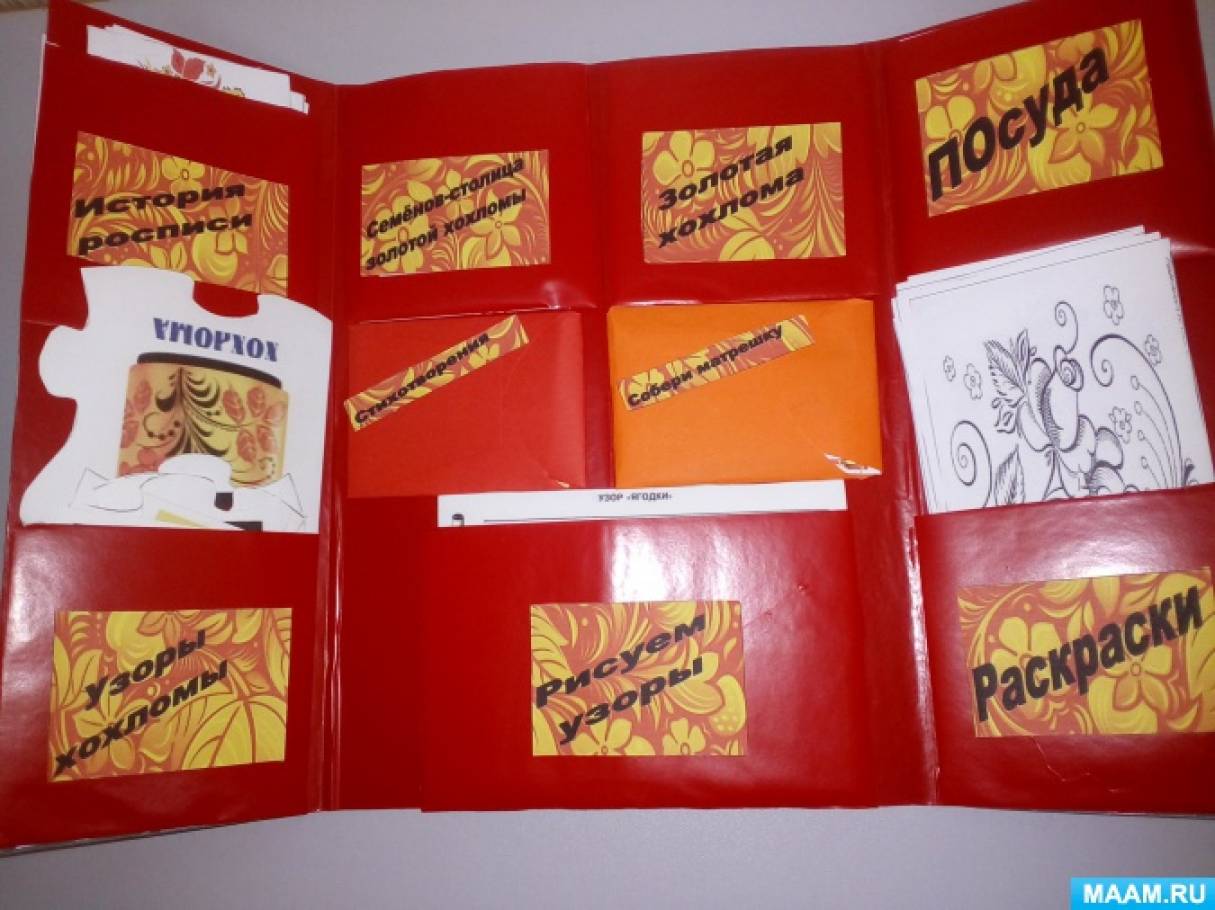 История
росписи
Семёнов-столица
золотой хохломы
Золотая
хохлома
Посуда
ХОХЛОМА
Стихотворения
Собери матрешку
УЗОР «ЯГОДКИ»
Узоры
хохломы
Рисуем
узоры
Раскраски
MAAM.RU